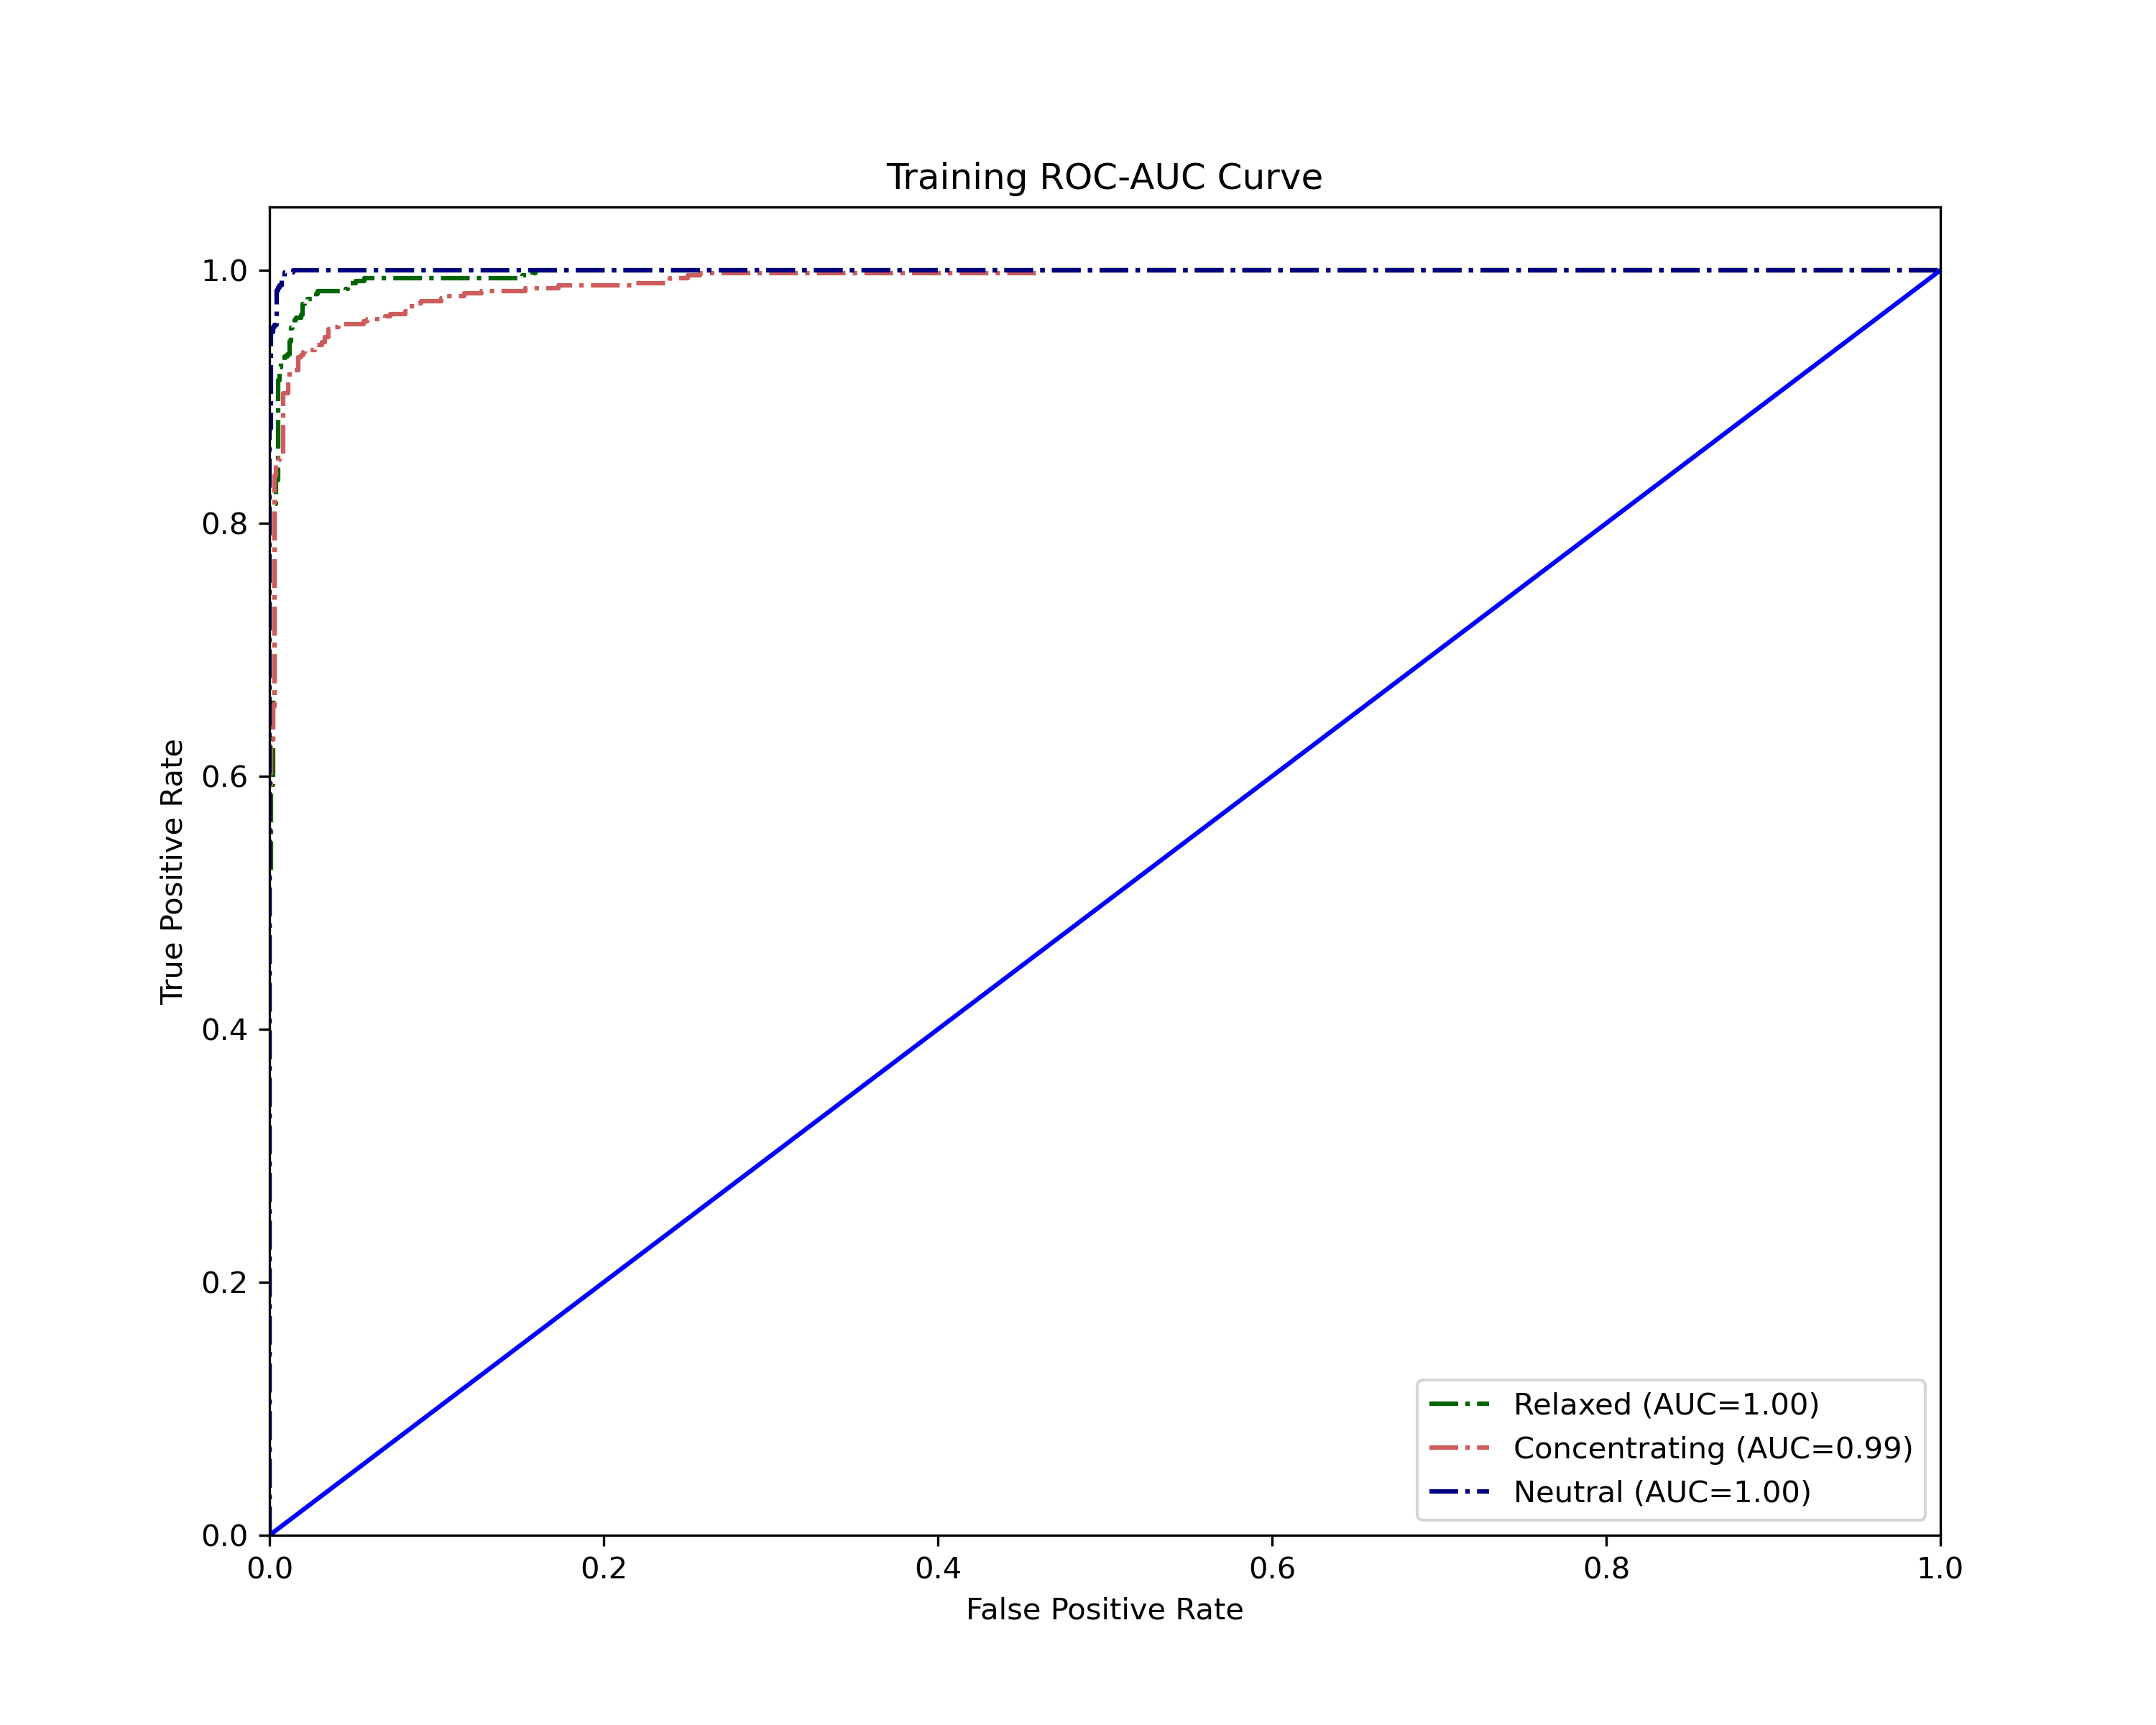 Training ROC-AUC Curve
True Positive Rate
1.0
0.8
0.6
0.4
0.2
0.0
0.0 0.2 0.4 0.6 0.8 1.0
False Positive Rate
Relaxed (AUC=1.00)
Concentrating (AUC=0.99)
Neutral (AUC=1.00)